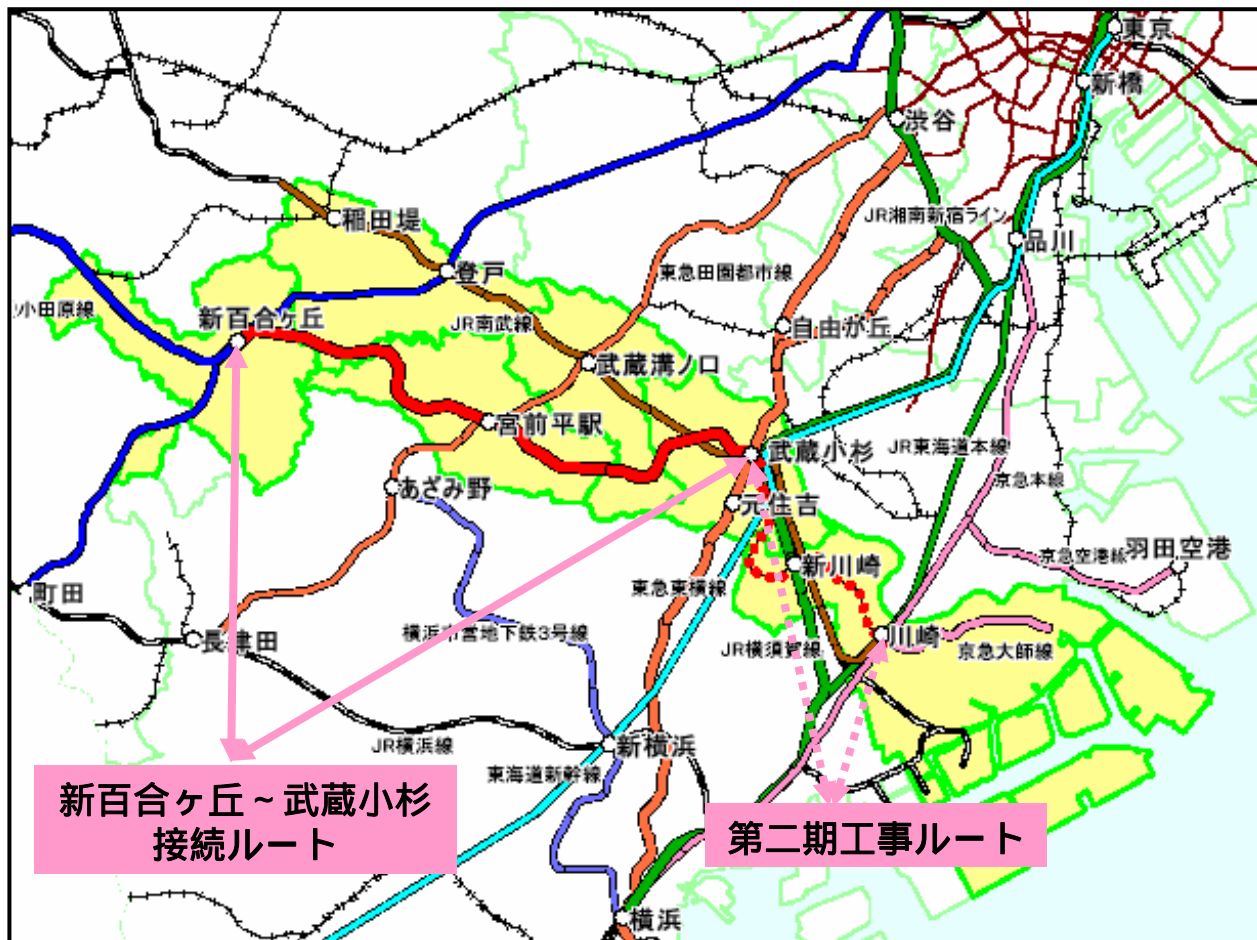 東京
新橋
渋谷
JR湘南新宿ライン
稲田堤
品川
登戸
東急田園都市線
小田原線
新百合ヶ丘
JR南武線
自由が丘
武蔵溝ノ口
宮前平駅
武蔵小杉
JR東海道本線
京急本線
あざみ野
元住吉
新川崎
京急空港線
羽田空港
町田
東急東横線
長津田
横浜市営地下鉄3号線
JR横須賀線
川崎
京急大師線
JR横浜線
新横浜
東海道新幹線
新百合ヶ丘~武蔵小杉
接続ルート
第二期工事ルート
横浜